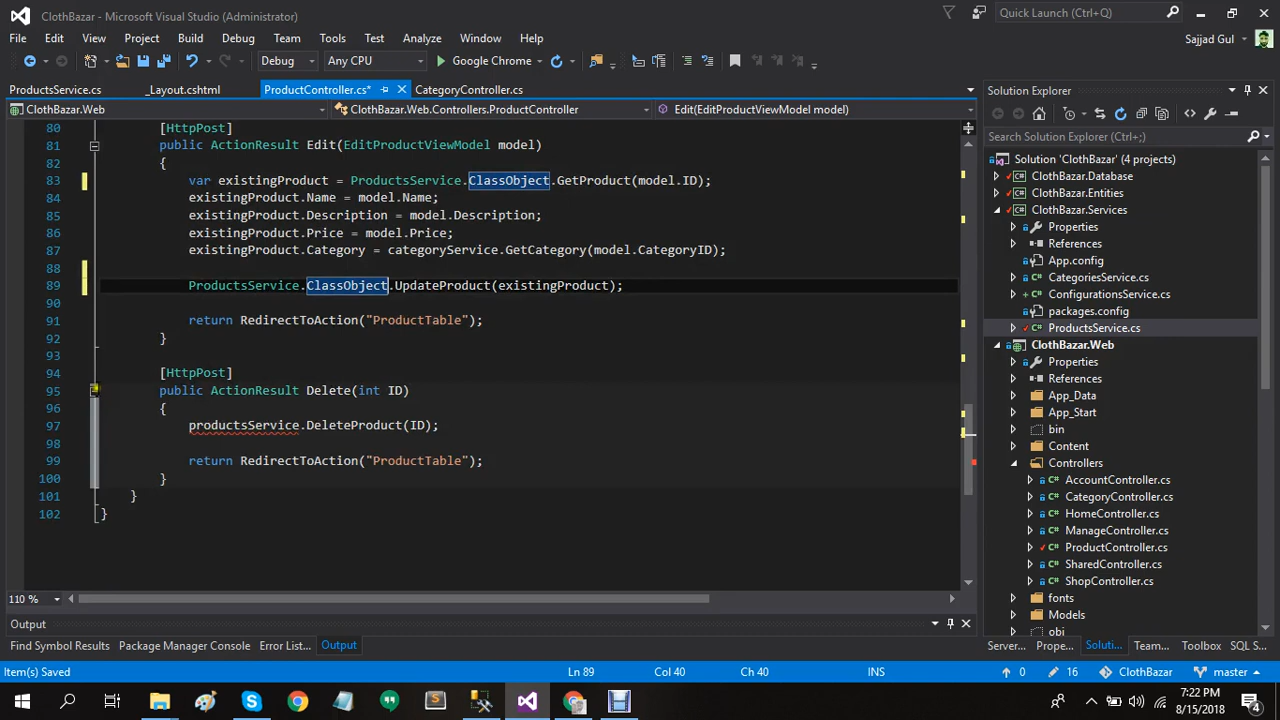 ClothBazar - Microsoft Visual Studio (Administrator)
Quick Launch (Ctrl+Q)
File Edit View Project Build Debug Team Tools Test Analyze Window Help
Sajjad Gul
Debug Any CPU Google Chrome
ProductsService.cs _Layout.cshtml ProductController.cs* CategoryController.cs
ClothBazar.Web ClothBazar.Web.Controllers.ProductController Edit(EditProductViewModel model)
80 [HttpPost]
81 public ActionResult Edit(EditProductViewModel model)
82 {
83 var existingProduct = ProductsService.ClassObject.GetProduct(model.ID);
84 existingProduct.Name = model.Name;
85 existingProduct.Description = model.Description;
86 existingProduct.Price = model.Price;
87 existingProduct.Category = categoryService.GetCategory(model.CategoryID);
88
89 ProductsService.ClassObject.UpdateProduct(existingProduct);
90
91 return RedirectToAction("ProductTable");
92 }
93
94 [HttpPost]
95 public ActionResult Delete(int ID)
96 {
97 productsService.DeleteProduct(ID);
98
99 return RedirectToAction("ProductTable");
100 }
101 }
102 }
110 %
Output
Find Symbol Results Package Manager Console Error List... Output
Solution Explorer
Search Solution Explorer (Ctrl+;)
Solution 'ClothBazar' (4 projects)
ClothBazar.Database
ClothBazar.Entities
ClothBazar.Services
Properties
References
App.config
CategoriesService.cs
ConfigurationsService.cs
packages.config
ProductsService.cs
ClothBazar.Web
Properties
References
App_Data
App_Start
bin
Content
Controllers
AccountController.cs
CategoryController.cs
HomeController.cs
ManageController.cs
ProductController.cs
SharedController.cs
ShopController.cs
fonts
Models
obj
Server... Prope... Soluti... Team... Toolbox SQL S...
Item(s) Saved Ln 89 Col 40 Ch 40 INS 0 16 ClothBazar master
7:22 PM
8/15/2018
4